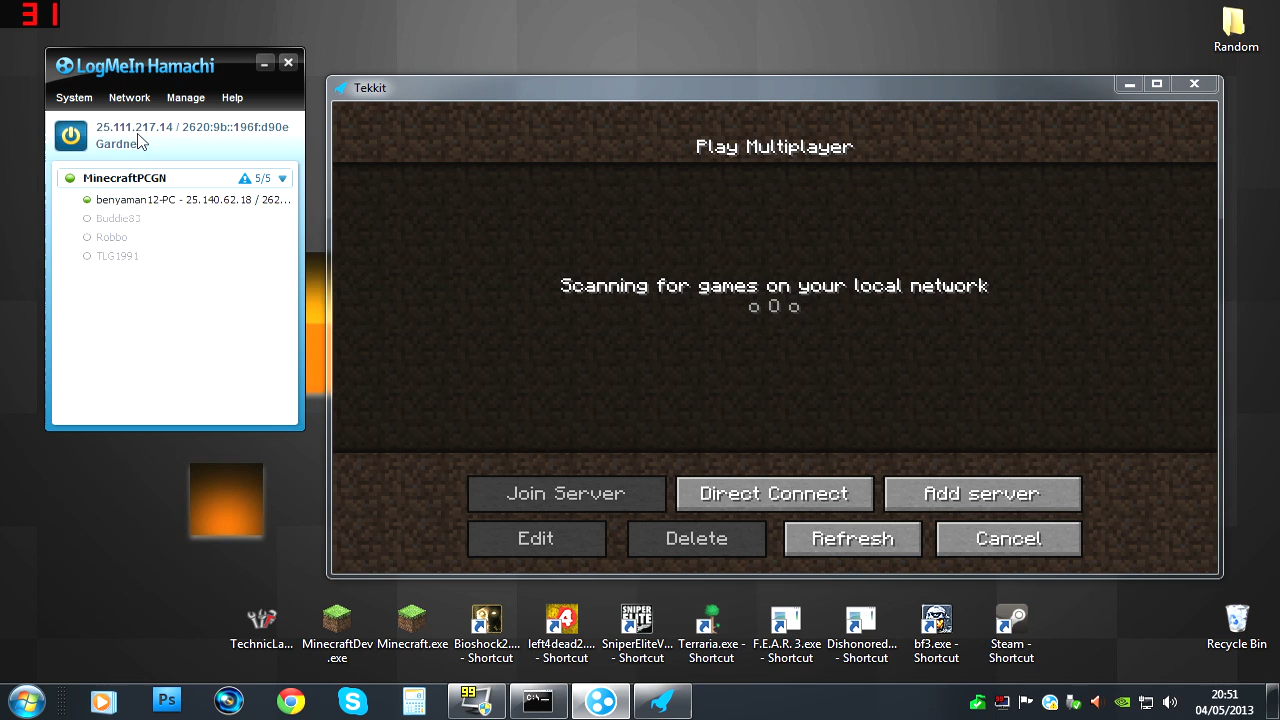 31
Random
LogMeIn Hamachi
System Network Manage Help
25.111.217.14 / 2620:9b::196f:d90e
MinecraftPCGN 5/5
benyaman12-PC - 25.140.62.18 / 262...
Buddie83
Robbo
TLG1991
Tekkit
Play Multiplayer
Scanning for games on your local network
o O o
Join Server Direct Connect Add server
Edit Delete Refresh Cancel
TechnicLa...
MinecraftDev
.exe
Minecraft.exe
Bioshock2....
- Shortcut
left4dead2....
- Shortcut
SniperEliteV...
- Shortcut
Terraria.exe -
Shortcut
F.E.A.R. 3.exe
- Shortcut
Dishonored....
- Shortcut
bf3.exe -
Shortcut
Steam -
Shortcut
Recycle Bin
Ps
99
20:51
04/05/2013